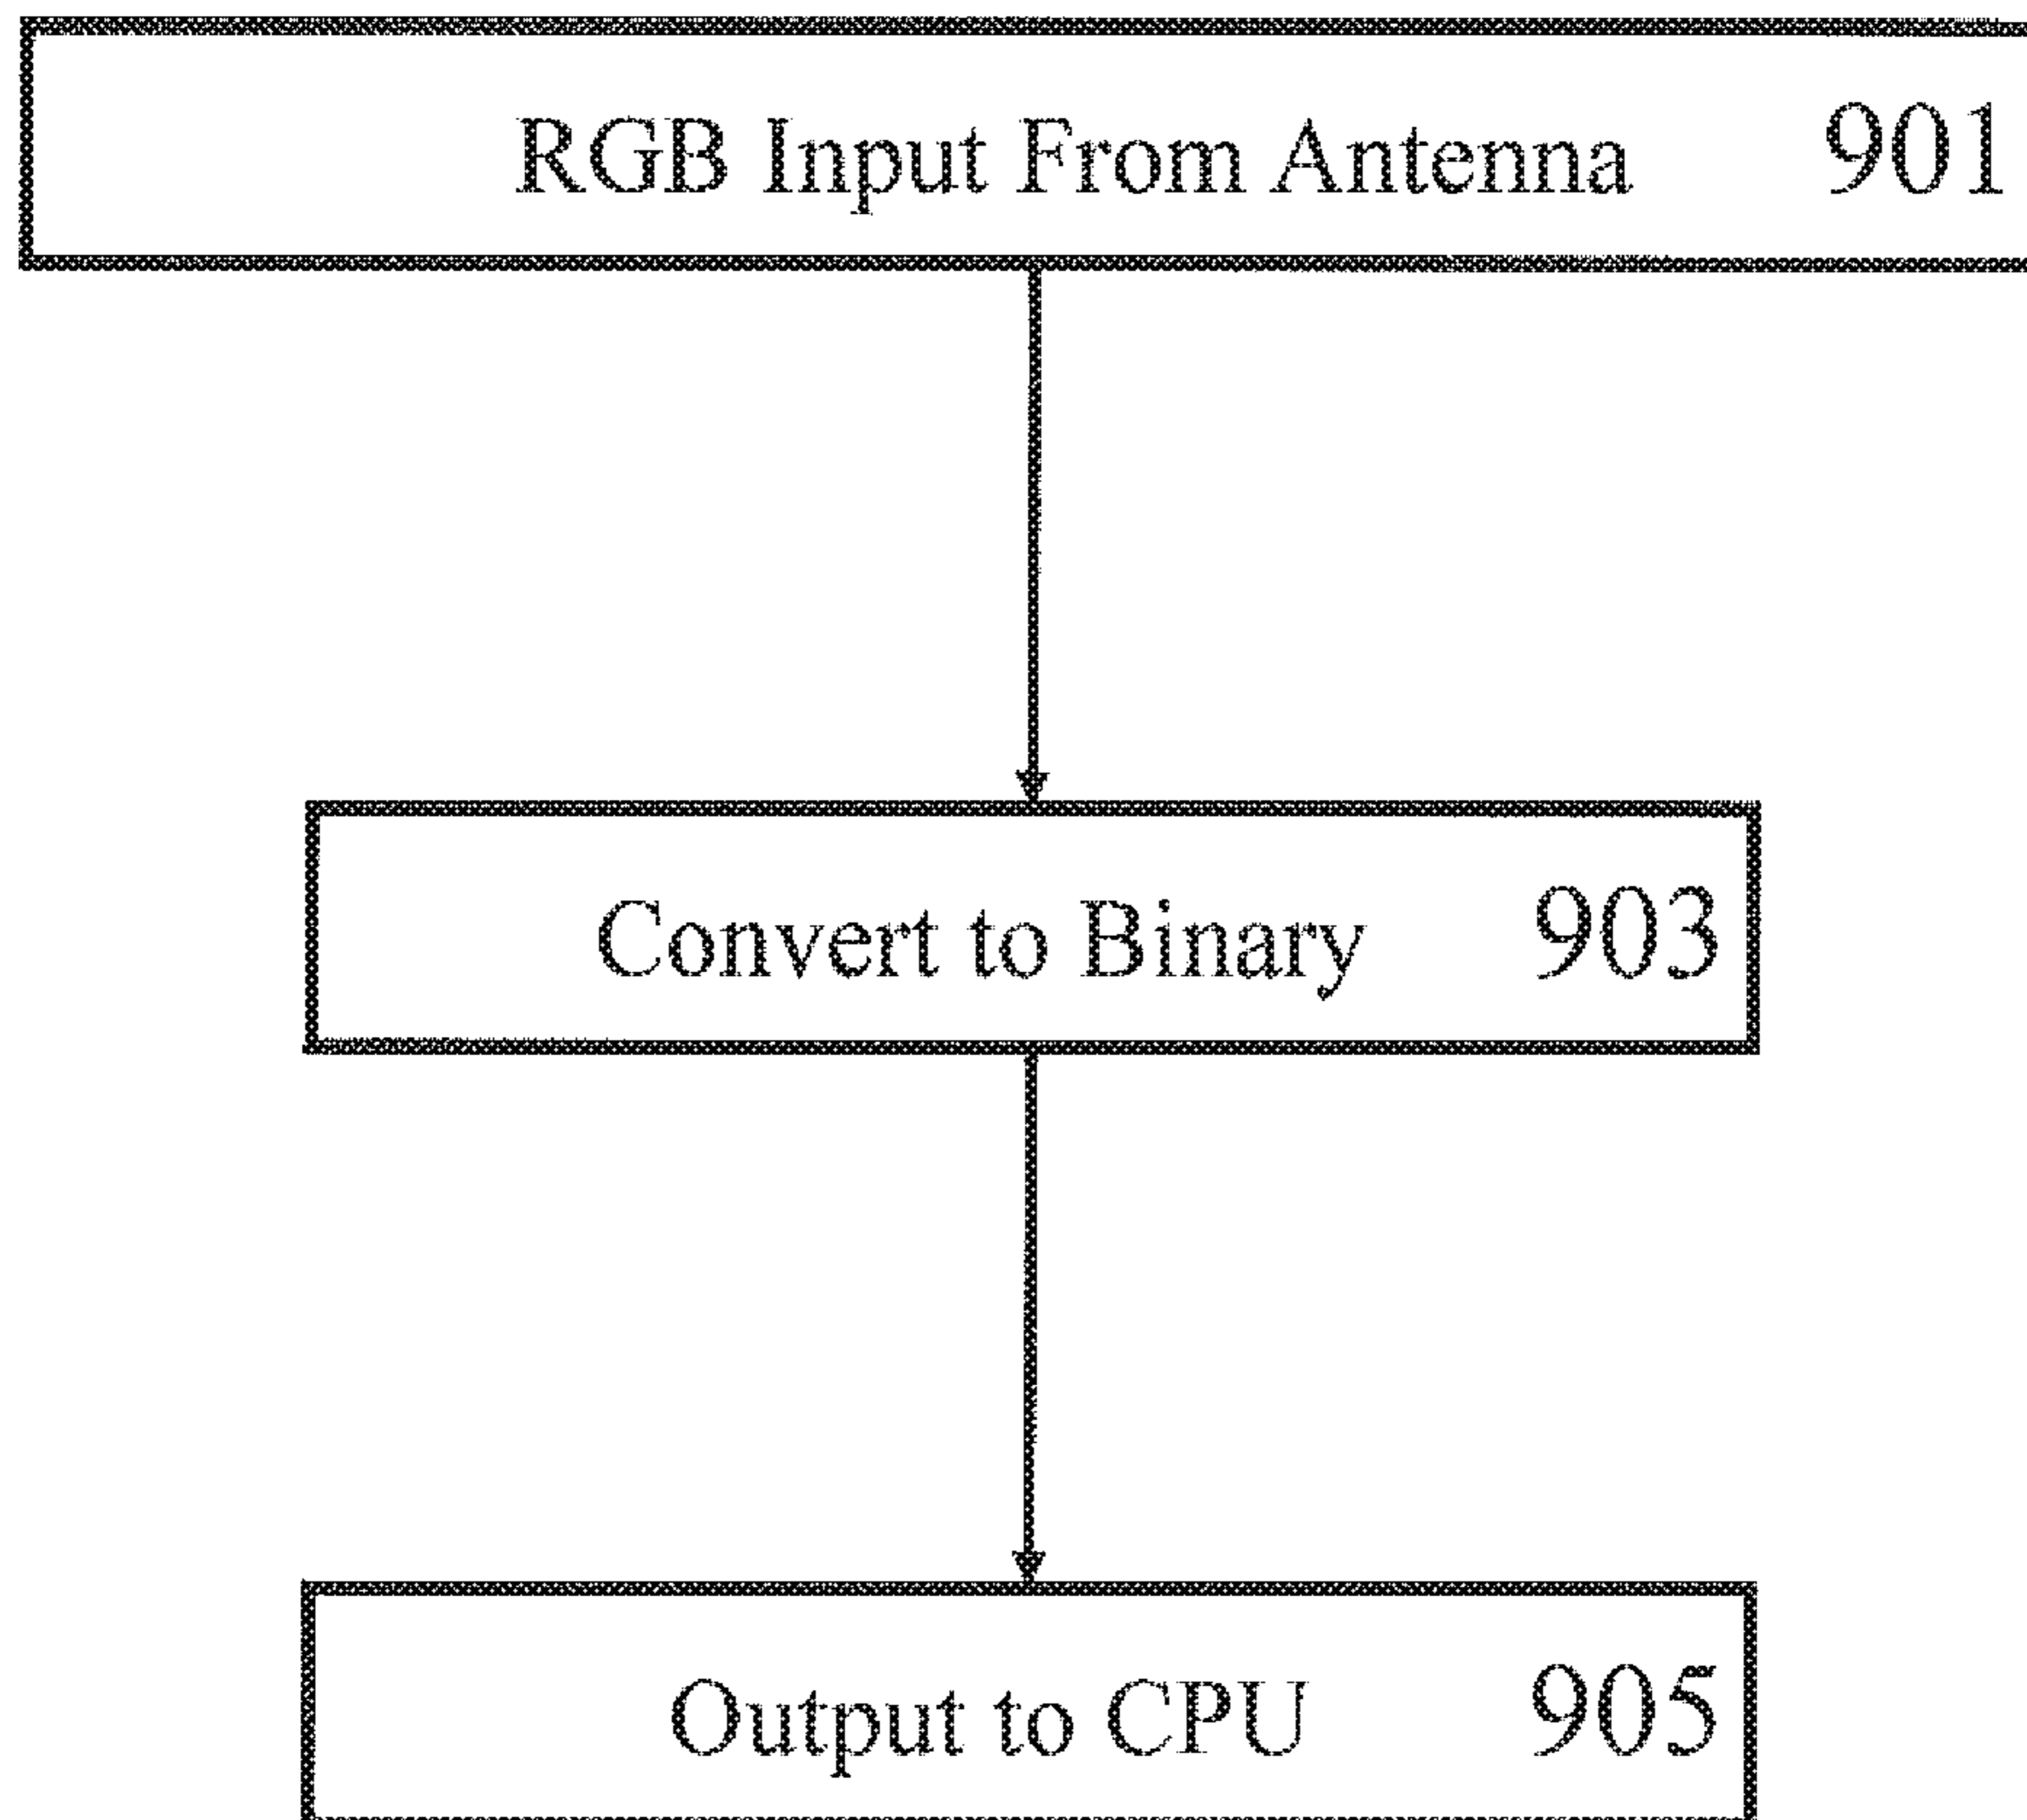 RGB Input From Antenna 901
Convert to Binary 903
Output to CPU 905